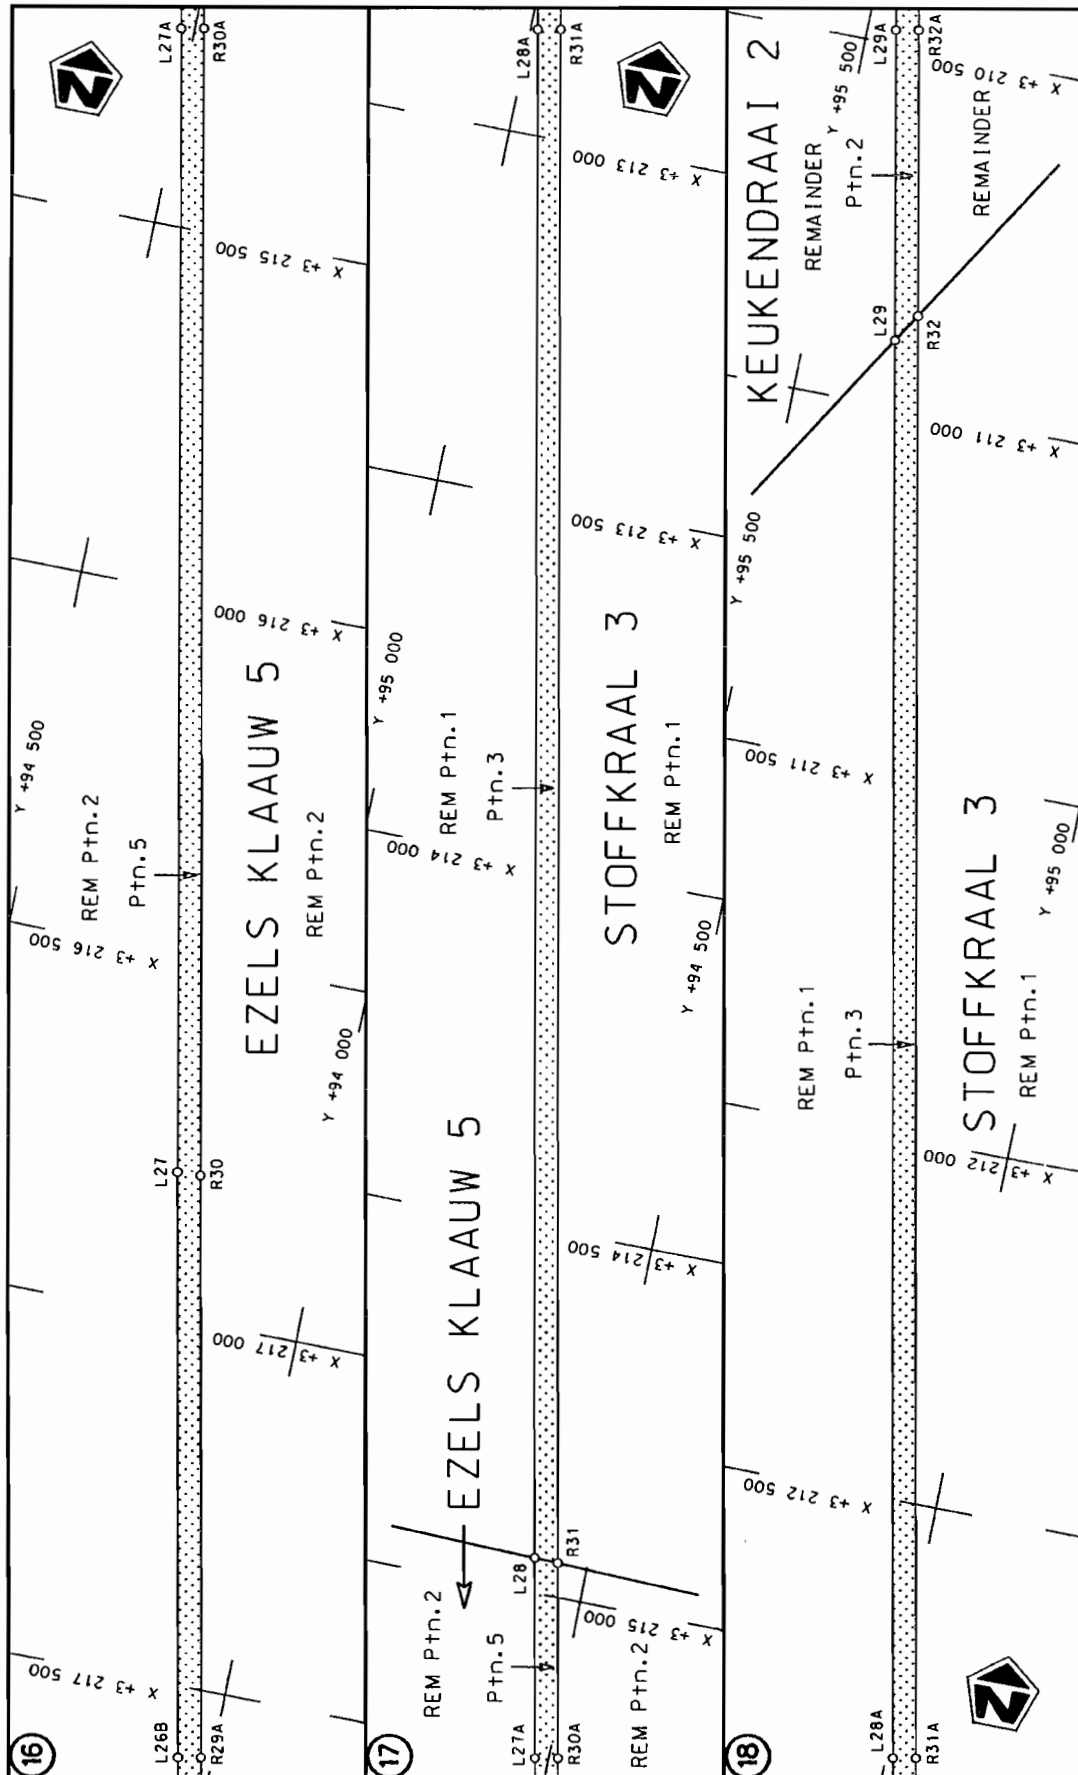 16
L26B
R29A
X +3 217 500
X +3 217 000
L27
R30
X +3 216 500
Y +94 500
REM Ptn.2
Ptn.5
EZELS KLAAUW 5
REM Ptn.2
Y +94 000
X +3 216 000
X +3 215 500
L27A
R30A
N
17
L27A
R30A
REM Ptn.2
Ptn.5
REM Ptn.2
X +3 215 000
L28
R31
EZELS KLAAUW 5
X +3 214 500
X +3 214 000
Y +95 000
REM Ptn.1
Ptn.3
STOFFKRAAL 3
REM Ptn.1
Y +94 500
X +3 213 500
X +3 213 000
L28A
R31A
N
18
L28A
R31A
N
X +3 212 500
X +3 212 000
REM Ptn.1
Ptn.3
STOFFKRAAL 3
REM Ptn.1
Y +95 000
X +3 211 500
Y +95 500
X +3 211 000
L29
R32
KEUKENDRAAI 2
REMAINDER
Ptn.2
Y +95 500
REMAINDER
X +3 210 500
L29A
R32A